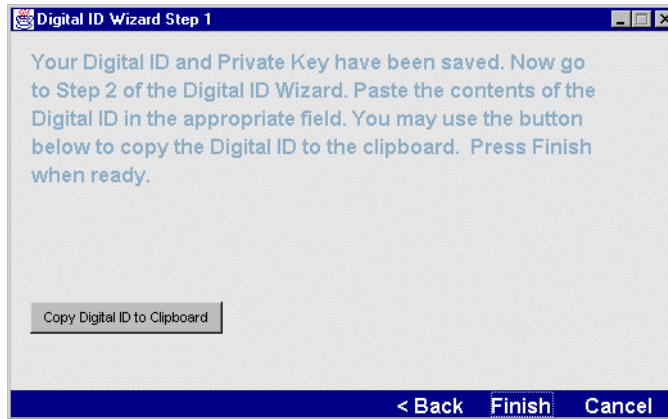 Digital ID Wizard Step 1
Your Digital ID and Private Key have been saved. Now go
to Step 2 of the Digital ID Wizard. Paste the contents of the
Digital ID in the appropriate field. You may use the button
below to copy the Digital ID to the clipboard.  Press Finish
when ready.
Copy Digital ID to Clipboard
< Back Finish Cancel